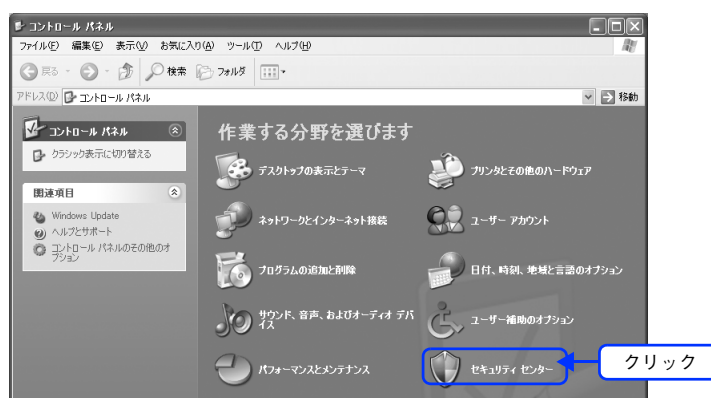 コントロール パネル
ファイル(F) 編集(E) 表示(V) お気に入り(A) ツール(T) ヘルプ(H)
戻る 検索 フォルダ
アドレス(D) コントロール パネル 移動
コントロール パネル
クラシック表示に切り替える
関連項目
Windows Update
ヘルプとサポート
コントロール パネルのその他のオ
プション
作業する分野を選びます
デスクトップの表示とテーマ
プリンタとその他のハードウェア
ネットワークとインターネット接続
ユーザー アカウント
プログラムの追加と削除
日付、時刻、地域と言語のオプション
サウンド、音声、およびオーディオ デバ
イス
ユーザー補助のオプション
パフォーマンスとメンテナンス
セキュリティ センター
クリック